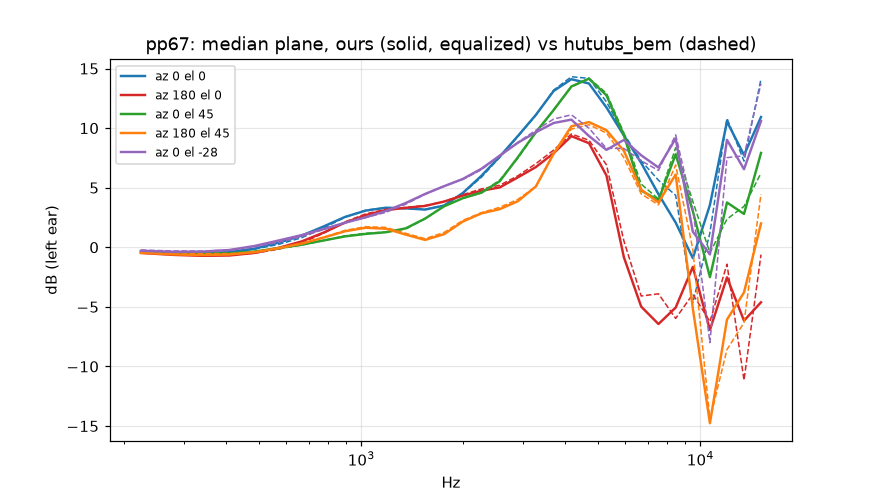 pp67: median plane, ours (solid, equalized) vs hutubs_bem (dashed)
az 0 el 0
az 180 el 0
az 0 el 45
az 180 el 45
az 0 el -28
15
10
5
0
−5
−10
−15
dB (left ear)
10³
10⁴
Hz